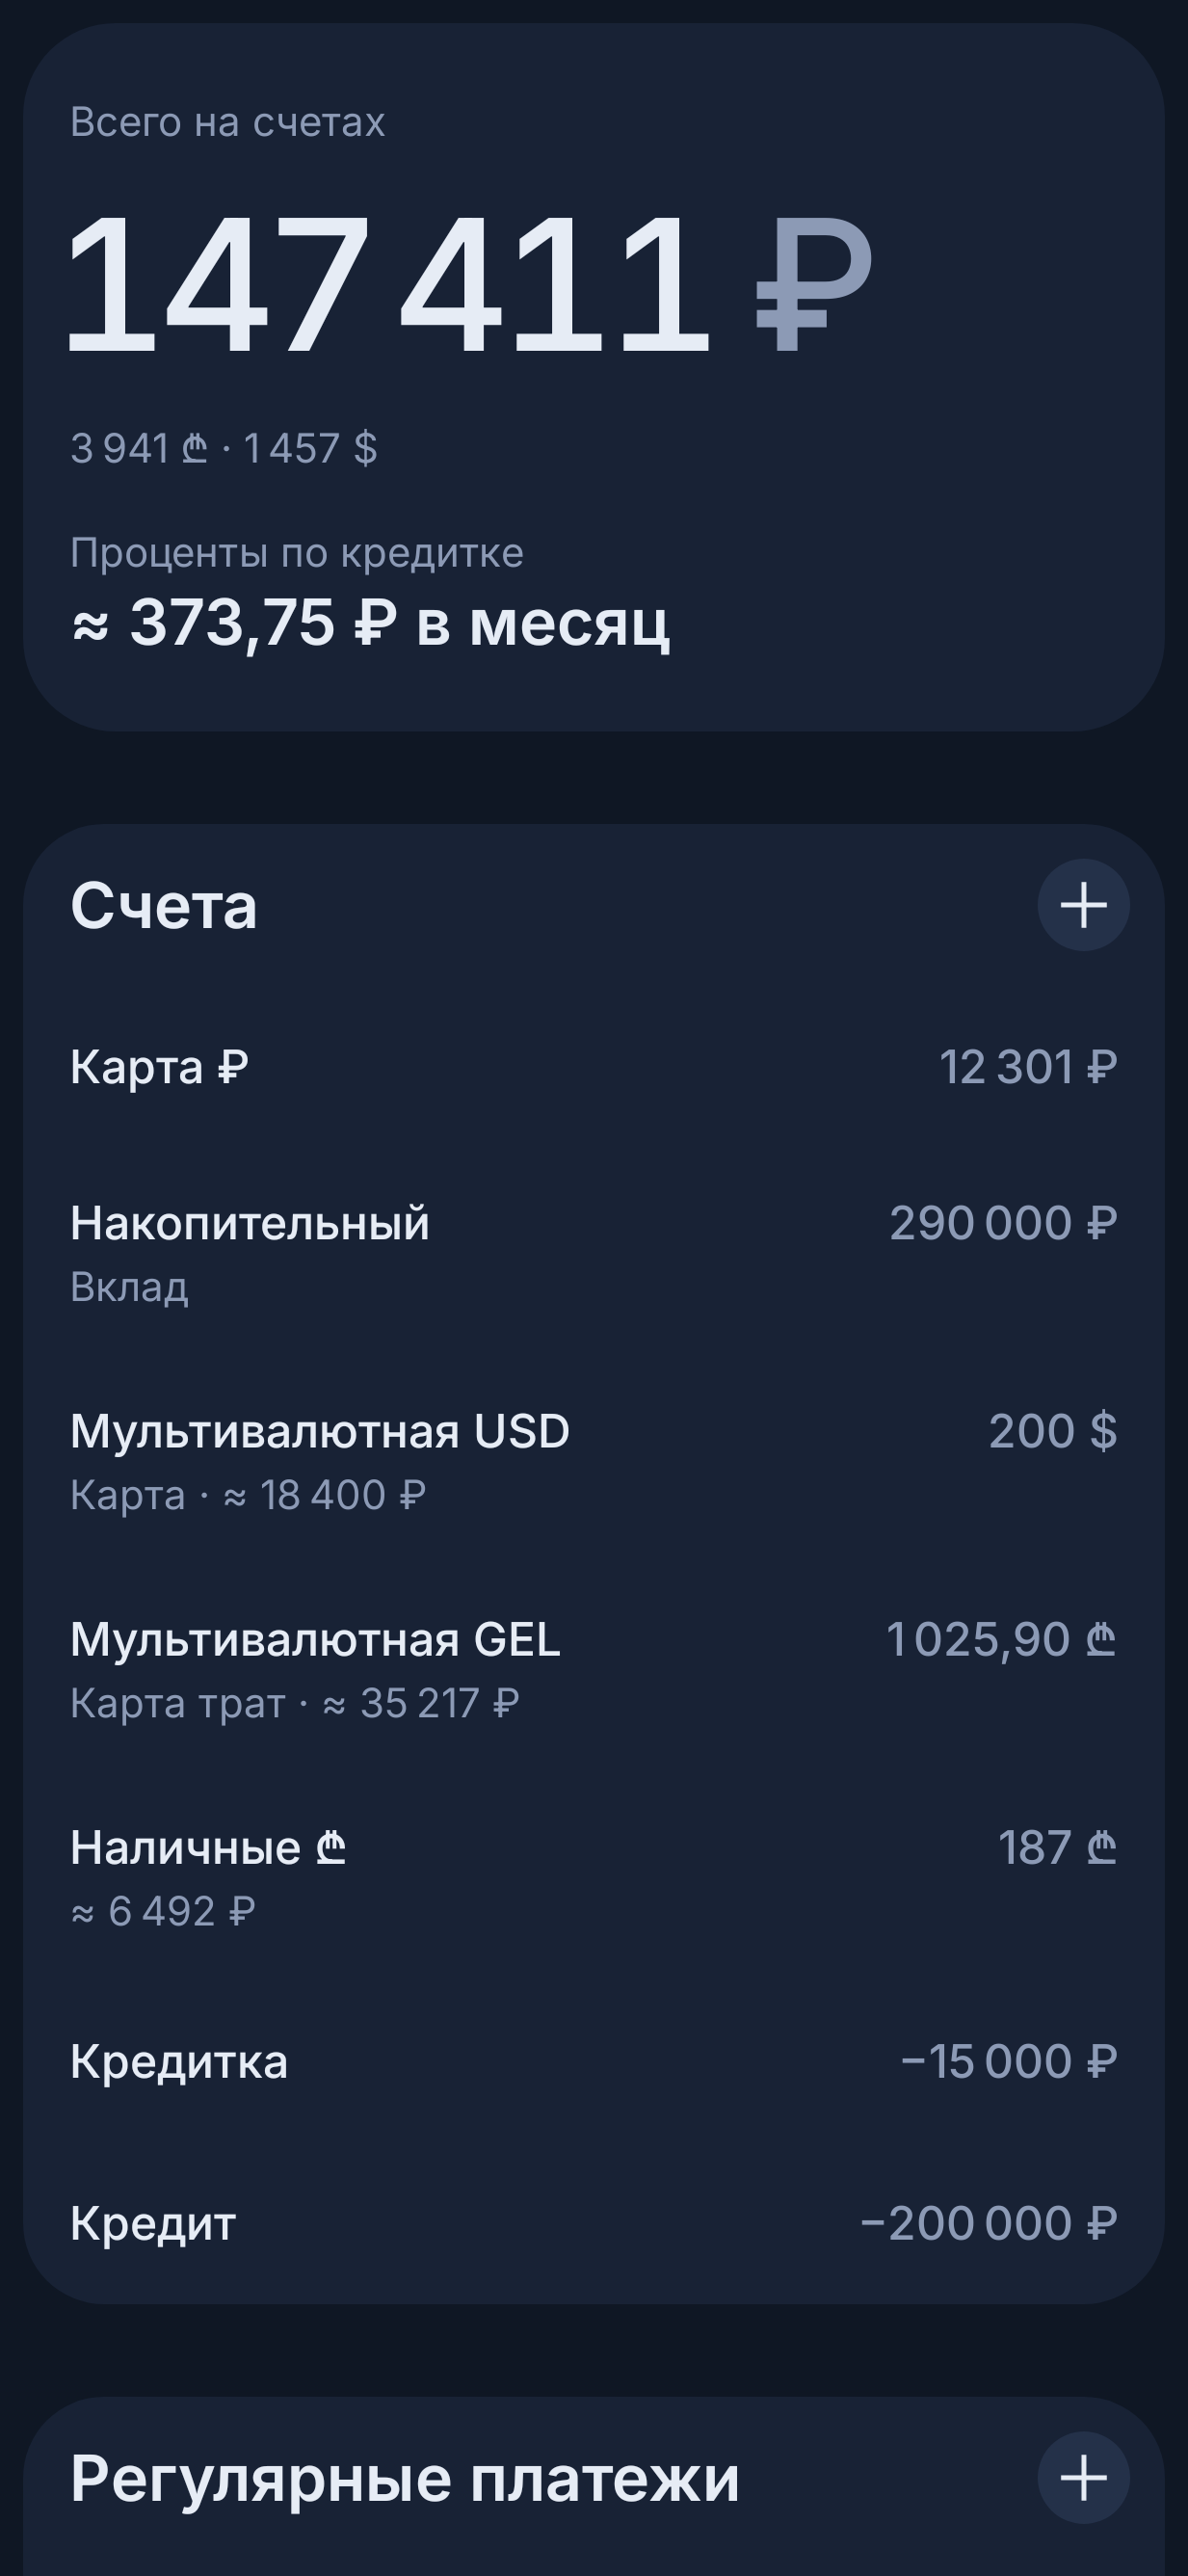 Всего на счетах
147 411 ₽
3 941 ₾ · 1 457 $
Проценты по кредитке
≈ 373,75 ₽ в месяц
Счета
Карта ₽ 12 301 ₽
Накопительный 290 000 ₽
Вклад
Мультивалютная USD 200 $
Карта · ≈ 18 400 ₽
Мультивалютная GEL 1 025,90 ₾
Карта трат · ≈ 35 217 ₽
Наличные ₾ 187 ₾
≈ 6 492 ₽
Кредитка −15 000 ₽
Кредит −200 000 ₽
Регулярные платежи